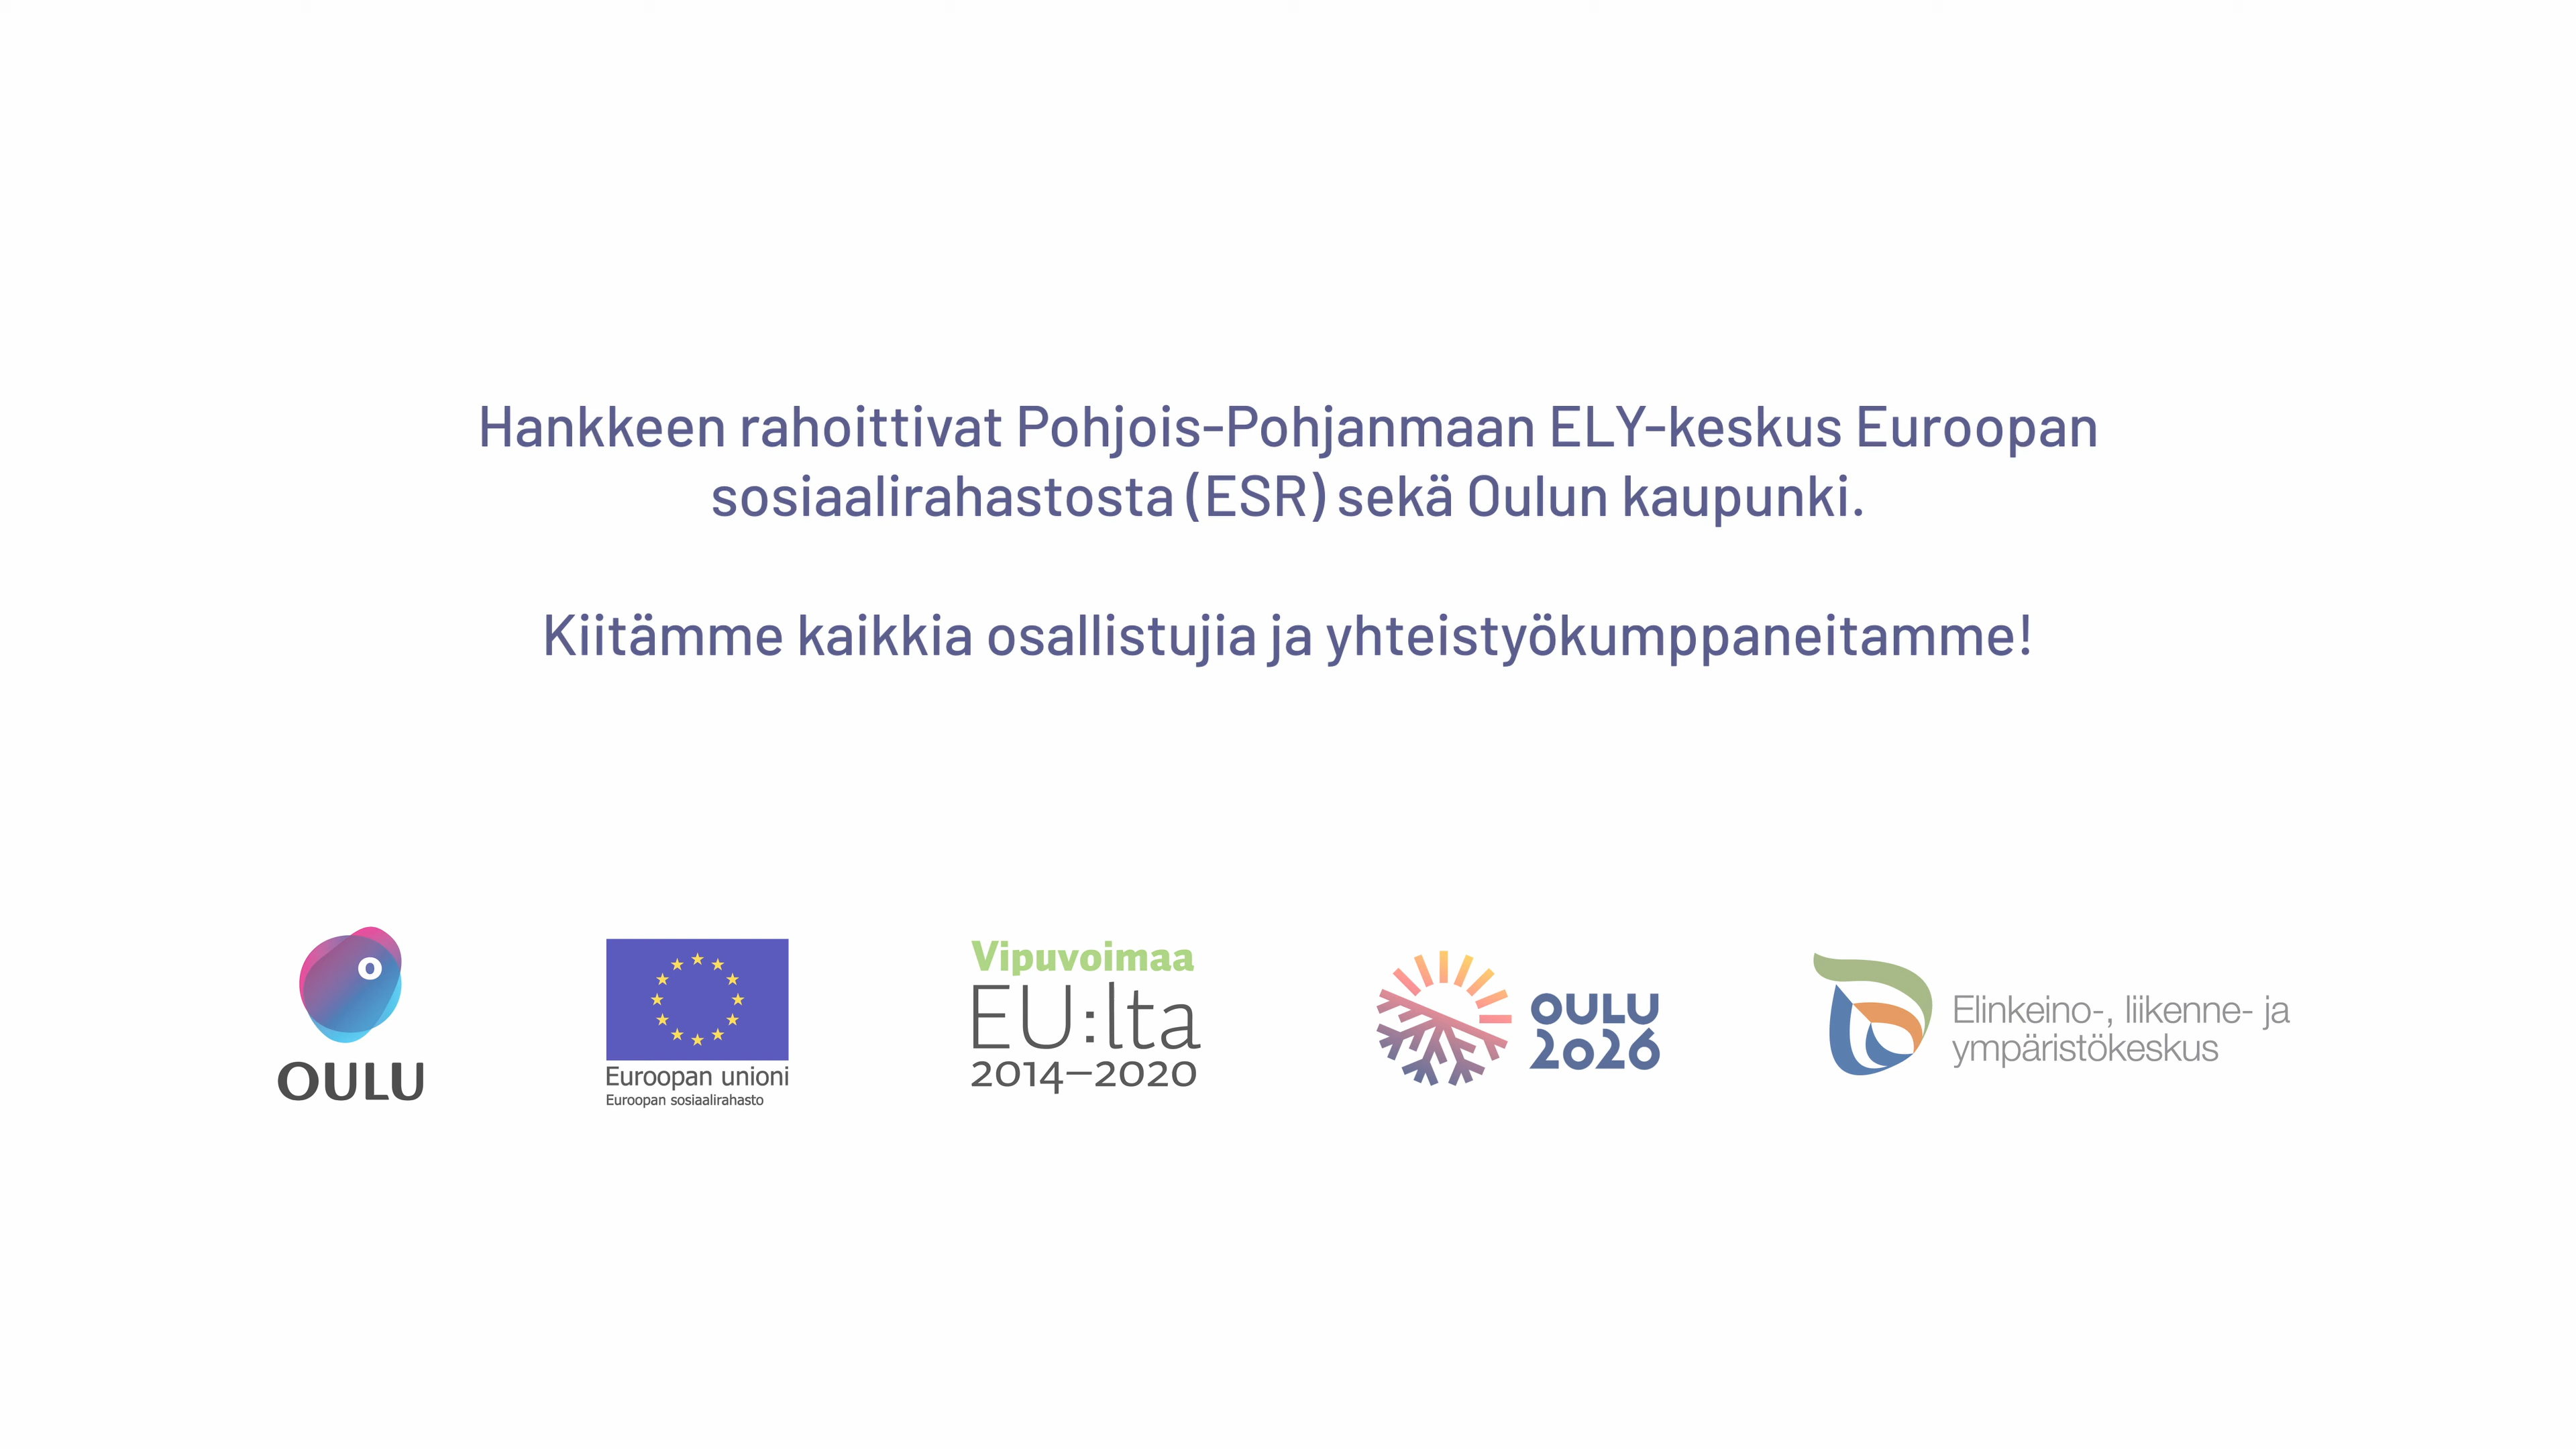 Hankkeen rahoittivat Pohjois-Pohjanmaan ELY-keskus Euroopan
sosiaalirahastosta (ESR) sekä Oulun kaupunki.
Kiitämme kaikkia osallistujia ja yhteistyökumppaneitamme!
OULU
Euroopan unioni
Euroopan sosiaalirahasto
Vipuvoimaa
EU:lta
2014–2020
OULU
2026
Elinkeino-, liikenne- ja
ympäristökeskus